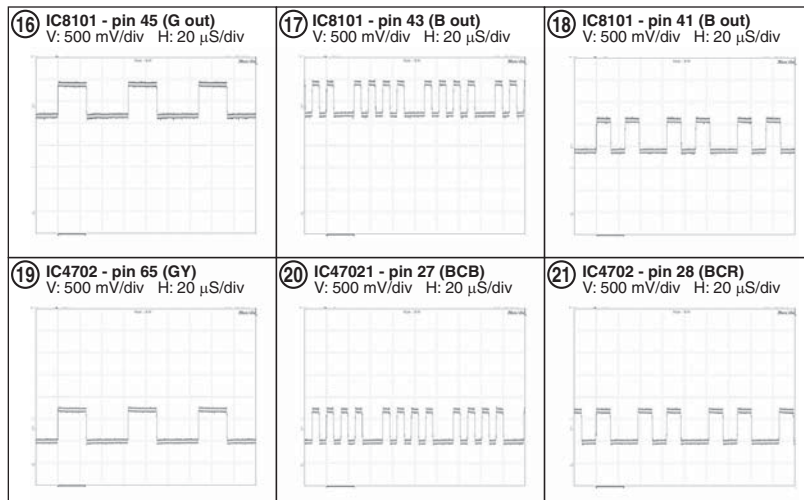 16 IC8101 - pin 45 (G out)
V: 500 mV/div H: 20 μS/div
17 IC8101 - pin 43 (B out)
V: 500 mV/div H: 20 μS/div
18 IC8101 - pin 41 (B out)
V: 500 mV/div H: 20 μS/div
19 IC4702 - pin 65 (GY)
V: 500 mV/div H: 20 μS/div
20 IC47021 - pin 27 (BCB)
V: 500 mV/div H: 20 μS/div
21 IC4702 - pin 28 (BCR)
V: 500 mV/div H: 20 μS/div